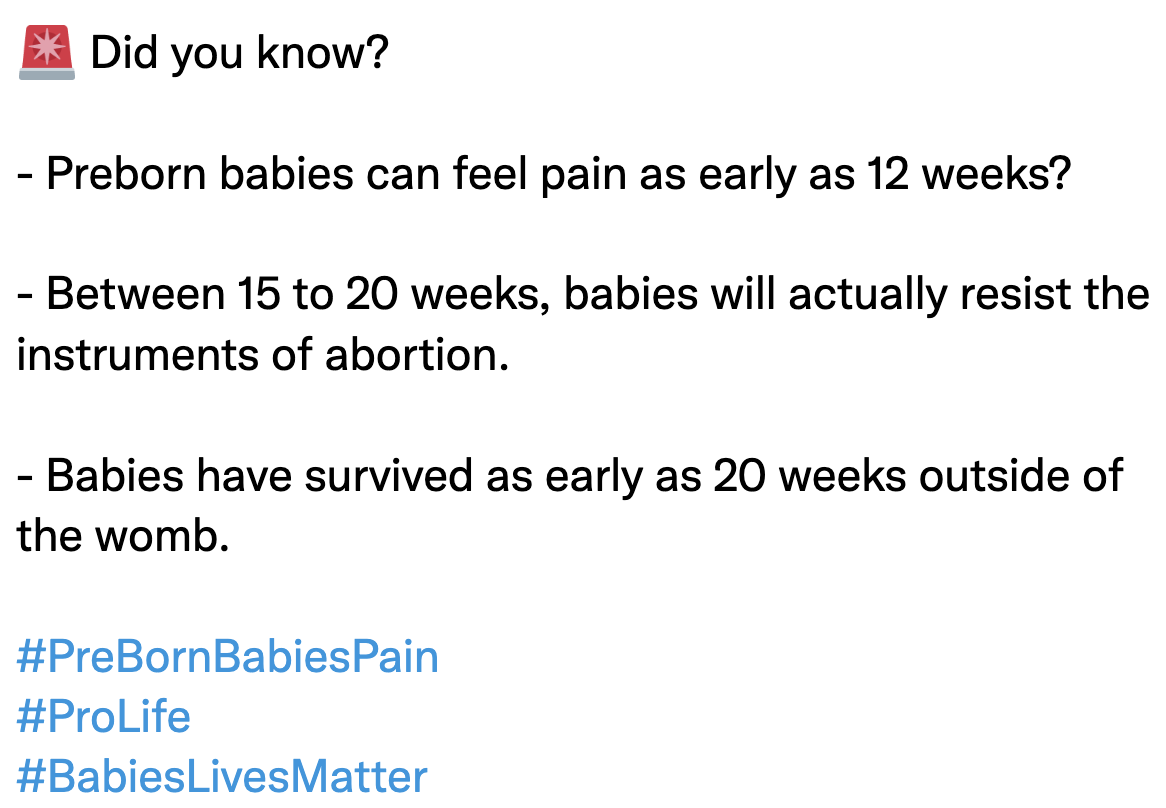 🚨 Did you know?
- Preborn babies can feel pain as early as 12 weeks?
- Between 15 to 20 weeks, babies will actually resist the
instruments of abortion.
- Babies have survived as early as 20 weeks outside of
the womb.
#PreBornBabiesPain
#ProLife
#BabiesLivesMatter